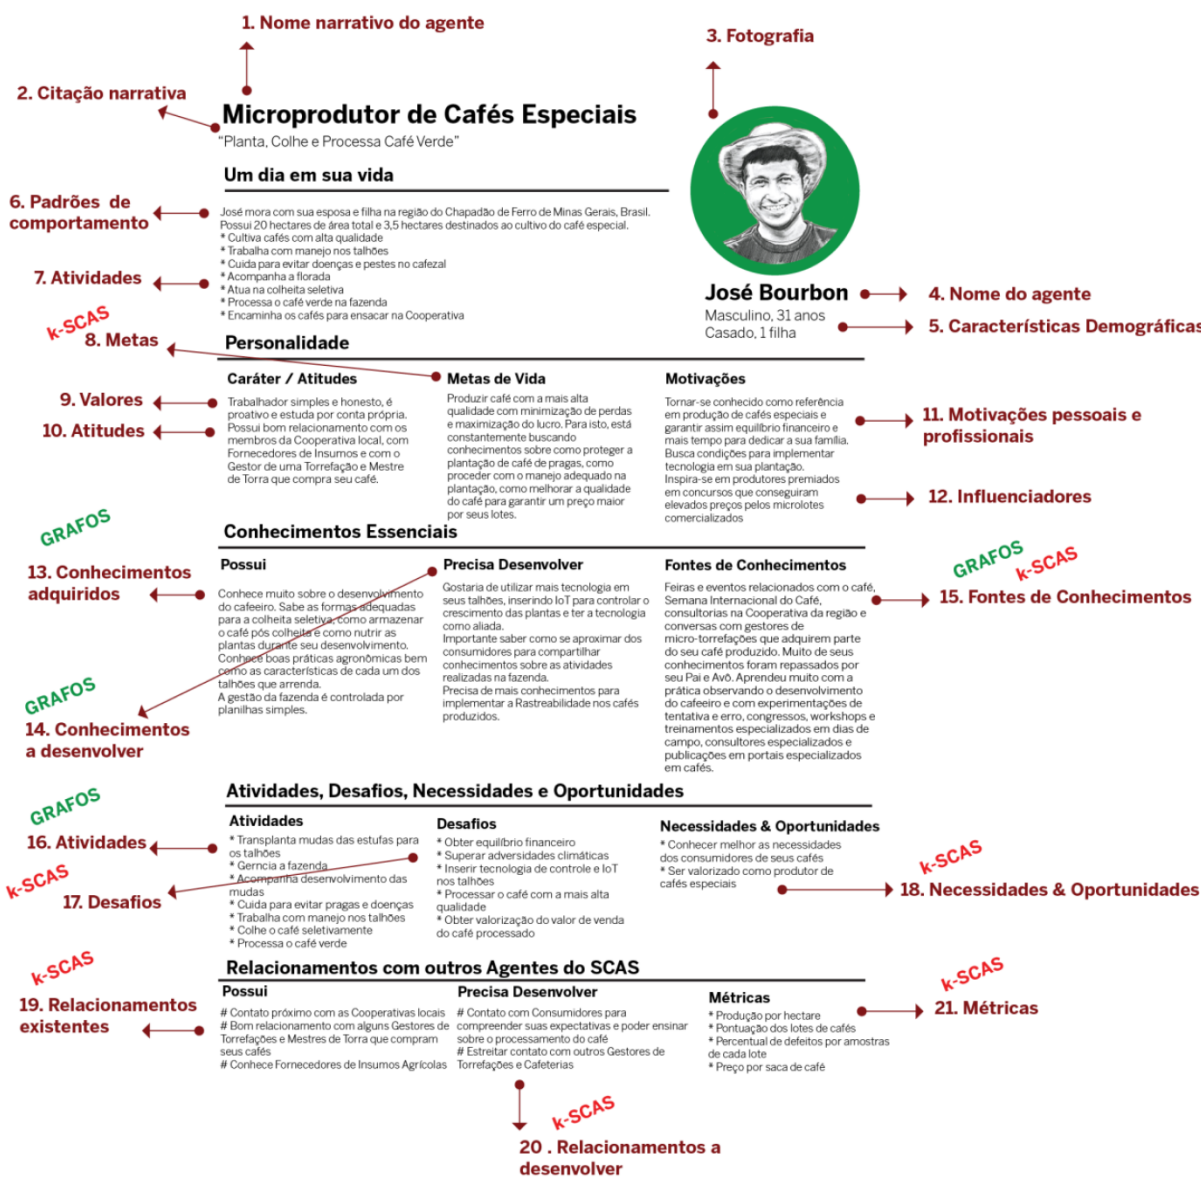 1. Nome narrativo do agente
3. Fotografia
2. Citação narrativa
Microprodutor de Cafés Especiais
“Planta, Colhe e Processa Café Verde”
Um dia em sua vida
6. Padrões de
comportamento
José mora com sua esposa e filha na região do Chapadão de Ferro de Minas Gerais, Brasil.
Possui 20 hectares de área total e 3,5 hectares destinados ao cultivo do café especial.
* Cultiva cafés com alta qualidade
* Trabalha com manejo nos talhões
* Cuida para evitar doenças e pestes no cafezal
* Acompanha a florada
* Atua na colheita seletiva
* Processa o café verde na fazenda
* Encaminha os cafés para ensacar na Cooperativa
7. Atividades
José Bourbon
Masculino, 31 anos
Casado, 1 filha
4. Nome do agente
5. Características Demográficas
k-SCAS
8. Metas
Personalidade
9. Valores
10. Atitudes
Caráter / Atitudes
Trabalhador simples e honesto, é
proativo e estuda por conta própria.
Possui bom relacionamento com os
membros da Cooperativa local, com
Fornecedores de Insumos e com o
Gestor de uma Torrefação e Mestre
de Torra que compra seu café.
Metas de Vida
Produzir café com a mais alta
qualidade com minimização de perdas
e maximização do lucro. Para isto, está
constantemente buscando
conhecimentos sobre como proteger a
plantação de café de pragas, como
proceder com o manejo adequado na
plantação, como melhorar a qualidade
do café para garantir um preço maior
por seus lotes.
Motivações
Tornar-se conhecido como referência
em produção de cafés especiais e
garantir assim equilíbrio financeiro e
mais tempo para dedicar a sua família.
Busca condições para implementar
tecnologia em sua plantação.
Inspira-se em produtores premiados
em concursos que conseguiram
elevados preços pelos microlotes
comercializados
11. Motivações pessoais e
profissionais
12. Influenciadores
Conhecimentos Essenciais
GRAFOS
13. Conhecimentos
adquiridos
Possui
Conhece muito sobre o desenvolvimento
do cafeeiro. Sabe as formas adequadas
para a colheita seletiva, como armazenar
o café pós colheita e como nutrir as
plantas durante seu desenvolvimento.
Conhece boas práticas agronômicas bem
como as características de cada um dos
talhões que arrenda.
A gestão da fazenda é controlada por
planilhas simples.
Precisa Desenvolver
Gostaria de utilizar mais tecnologia em
seus talhões, inserindo IoT para controlar o
crescimento das plantas e ter a tecnologia
como aliada.
Importante saber como se aproximar dos
consumidores para compartilhar
conhecimentos sobre as atividades
realizadas na fazenda.
Precisa de mais conhecimentos para
implementar a Rastreabilidade nos cafés
produzidos.
Fontes de Conhecimentos
Feiras e eventos relacionados com o café,
Semana Internacional do Café,
consultorias na Cooperativa da região e
conversas com gestores de
micro-torrefações que adquirem parte
do seu café produzido. Muito de seus
conhecimentos foram repassados por
seu Pai e Avô. Aprendeu muito com a
prática observando o desenvolvimento
do cafeeiro e com experimentações de
tentativa e erro, congressos, workshops e
treinamentos especializados em dias de
campo, consultores especializados e
publicações em portais especializados
em cafés.
GRAFOS
k-SCAS
15. Fontes de Conhecimentos
GRAFOS
14. Conhecimentos
a desenvolver
Atividades, Desafios, Necessidades e Oportunidades
GRAFOS
16. Atividades
k-SCAS
17. Desafios
Atividades
* Transplanta mudas das estufas para
os talhões
* Gerncia a fazenda
* Acompanha desenvolvimento das
mudas
* Cuida para evitar pragas e doenças
* Trabalha com manejo nos talhões
* Colhe o café seletivamente
* Processa o café verde
Desafios
* Obter equilíbrio financeiro
* Superar adversidades climáticas
* Inserir tecnologia de controle e IoT
nos talhões
* Processar o café com a mais alta
qualidade
* Obter valorização do valor de venda
do café processado
Necessidades & Oportunidades
* Conhecer melhor as necessidades
dos consumidores de seus cafés
* Ser valorizado como produtor de
cafés especiais
k-SCAS
18. Necessidades & Oportunidades
Relacionamentos com outros Agentes do SCAS
k-SCAS
19. Relacionamentos
existentes
Possui
# Contato próximo com as Cooperativas locais
# Bom relacionamento com alguns Gestores de
Torrefações e Mestres de Torra que compram
seus cafés
# Conhece Fornecedores de Insumos Agrícolas
Precisa Desenvolver
# Contato com Consumidores para
compreender suas expectativas e poder ensinar
sobre o processamento do café
# Estreitar contato com outros Gestores de
Torrefações e Cafeterias
Métricas
* Produção por hectare
* Pontuação dos lotes de cafés
* Percentual de defeitos por amostras
de cada lote
* Preço por saca de café
k-SCAS
21. Métricas
k-SCAS
20 . Relacionamentos a
desenvolver